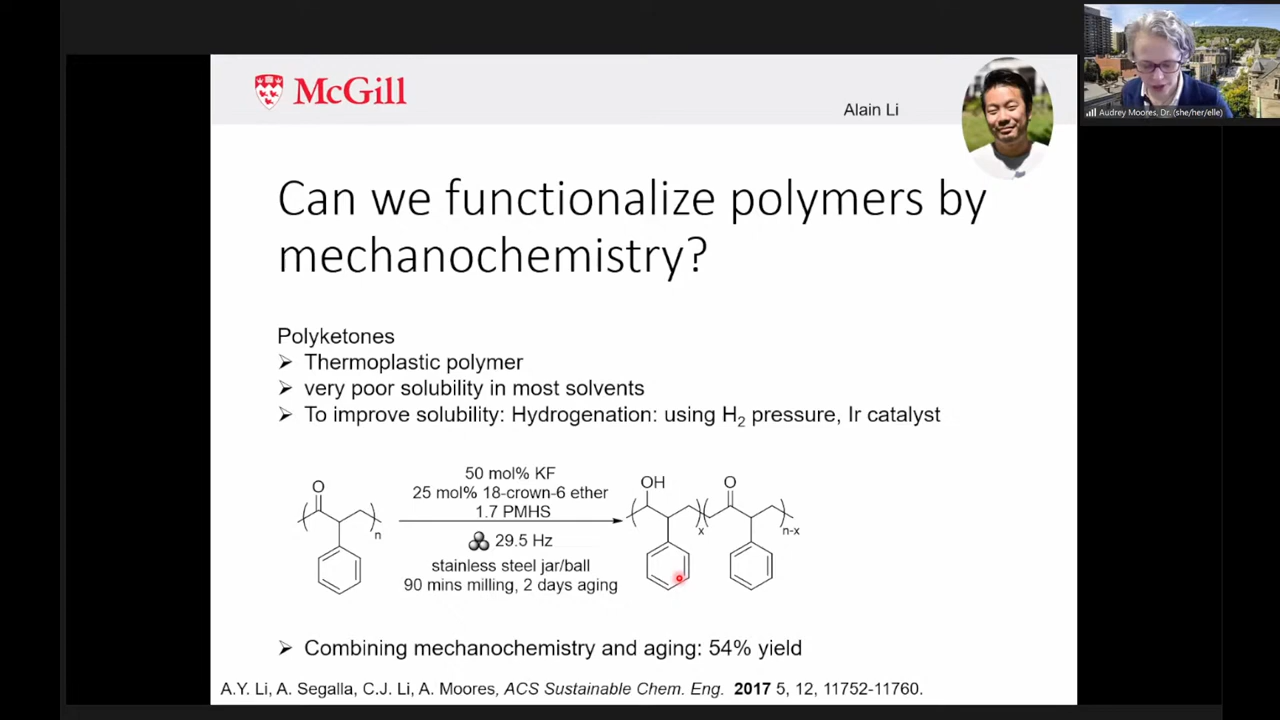 McGill
Alain Li
Audrey Moores, Dr. (she/her/elle)
Can we functionalize polymers by
mechanochemistry?
Polyketones
➢ Thermoplastic polymer
➢ very poor solubility in most solvents
➢ To improve solubility: Hydrogenation: using H₂ pressure, Ir catalyst
50 mol% KF
25 mol% 18-crown-6 ether
1.7 PMHS
29.5 Hz
stainless steel jar/ball
90 mins milling, 2 days aging
O
n
OH
x
O
n-x
➢ Combining mechanochemistry and aging: 54% yield
A.Y. Li, A. Segalla, C.J. Li, A. Moores, ACS Sustainable Chem. Eng. 2017 5, 12, 11752-11760.